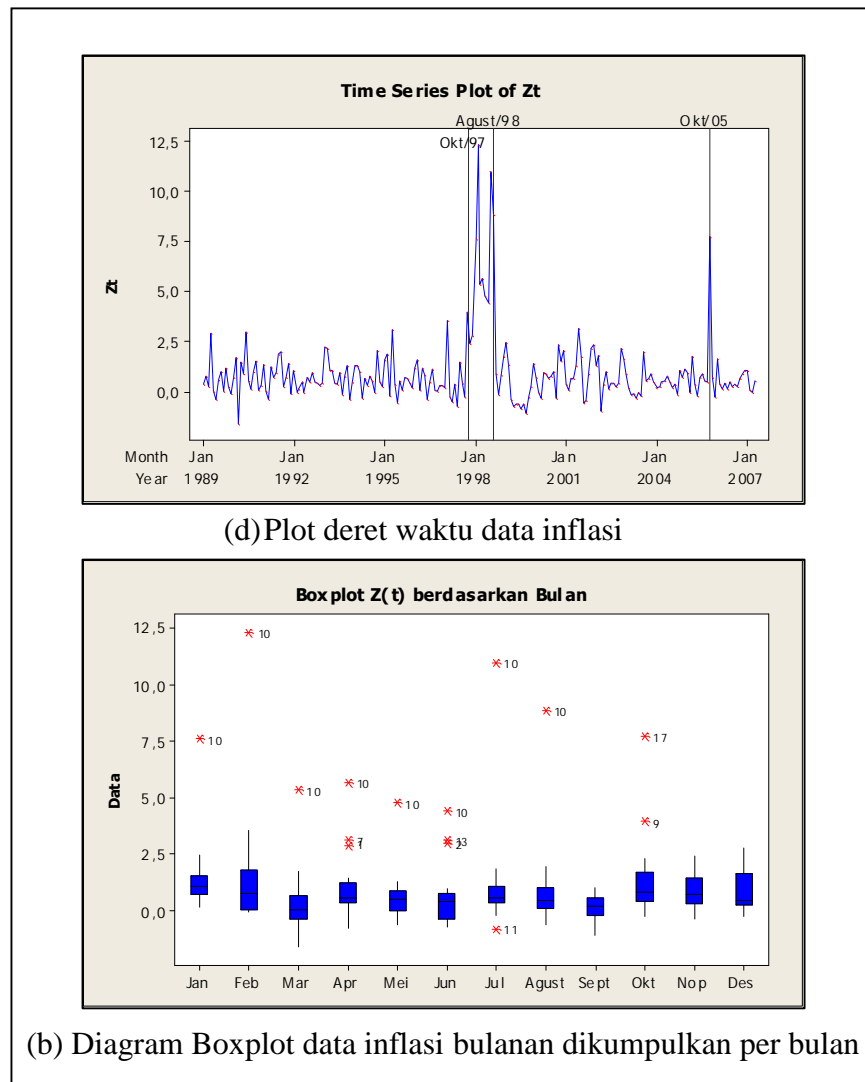 Time Series Plot of Zt
Agust/98
Okt/97
Okt/05
12,5
10,0
7,5
5,0
2,5
0,0
Zt
Month Jan Jan Jan Jan Jan Jan Jan
Year 1989 1992 1995 1998 2001 2004 2007
(d)Plot deret waktu data inflasi
Boxplot Z(t) berdasarkan Bulan
12,5
10,0
7,5
5,0
2,5
0,0
Data
10
10
10
10
7
1
10
10
13
2
10
11
10
17
9
Jan Feb Mar Apr Mei Jun Jul Agust Sept Okt Nop Des
(b) Diagram Boxplot data inflasi bulanan dikumpulkan per bulan